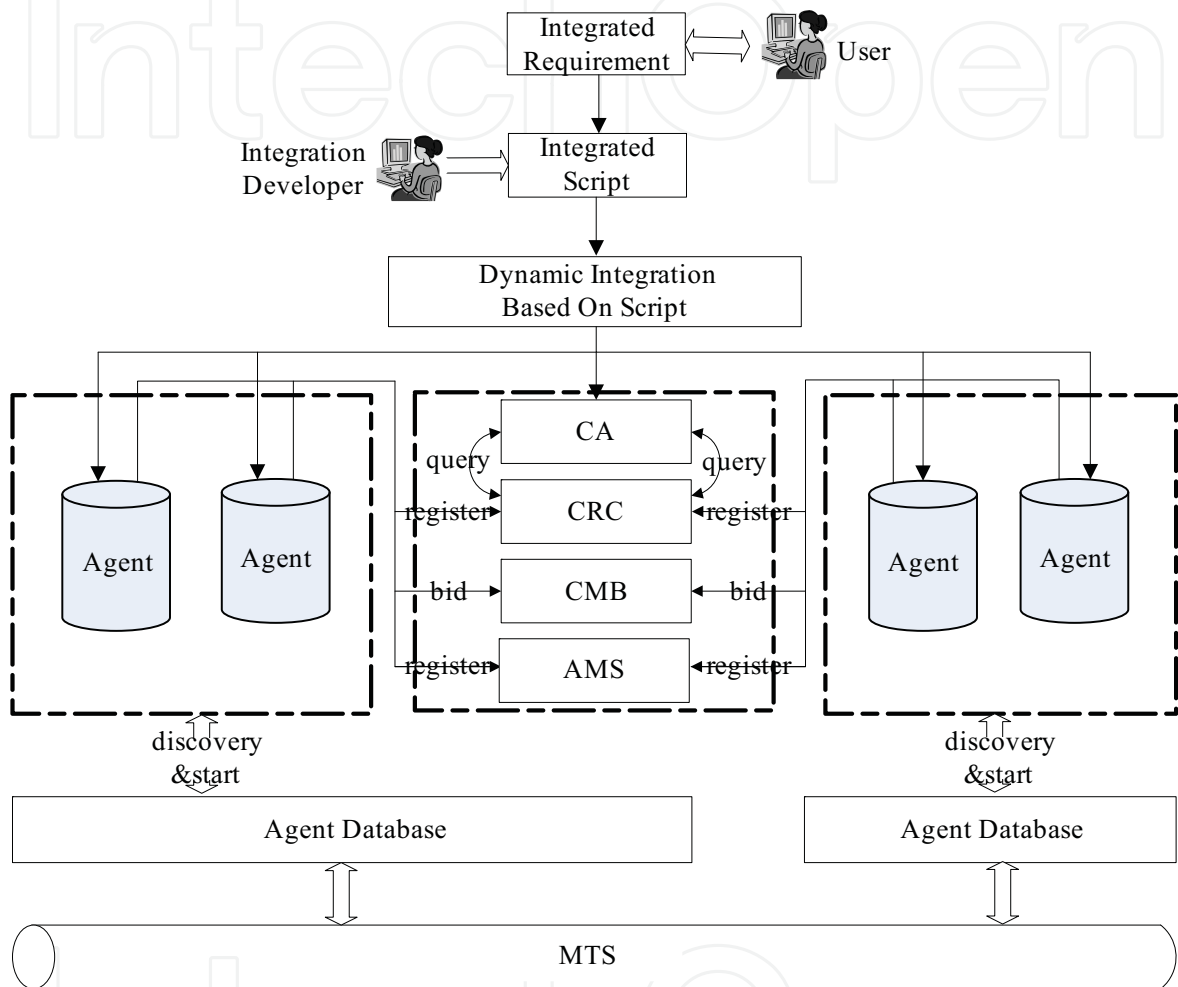 IntechOpen
Integrated
Requirement
User
Integration
Developer
Integrated
Script
Dynamic Integration
Based On Script
CA
query
query
register
CRC
register
Agent
Agent
Agent
Agent
bid
CMB
bid
register
AMS
register
discovery
&start
discovery
&start
Agent Database
Agent Database
MTS